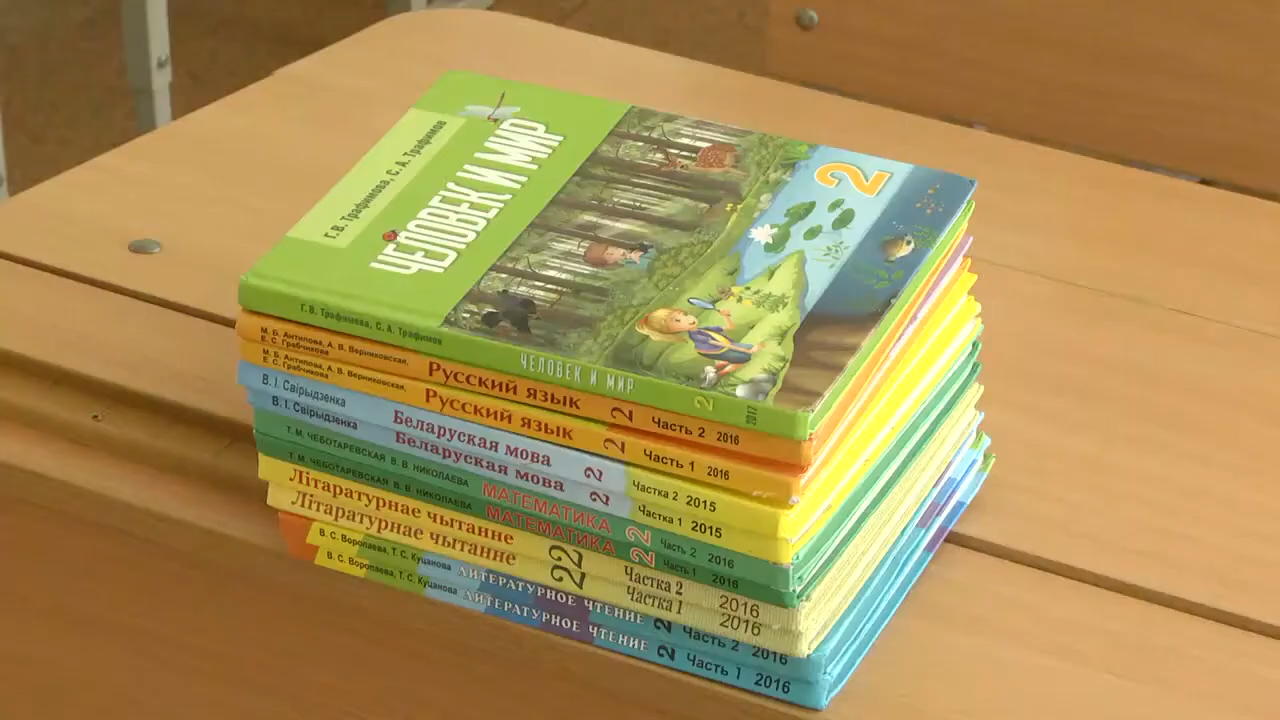 Г. В. Трафимова, С. А. Трафимов
ЧЕЛОВЕК И МИР
2
Г. В. Трафимова, С. А. Трафимов ЧЕЛОВЕК И МИР 2 2017
М. Б. Антипова, А. В. Верниковская,
Е. С. Грабчикова
Русский язык 2 Часть 2 2016
М. Б. Антипова, А. В. Верниковская,
Е. С. Грабчикова
Русский язык 2 Часть 1 2016
В. І. Свірыдзенка Беларуская мова 2 Частка 2 2015
В. І. Свірыдзенка Беларуская мова 2 Частка 1 2015
Т. М. ЧЕБОТАРЕВСКАЯ В. В. НИКОЛАЕВА МАТЕМАТИКА 2 Часть 2 2016
Т. М. ЧЕБОТАРЕВСКАЯ В. В. НИКОЛАЕВА МАТЕМАТИКА 2 Часть 1 2016
Літаратурнае чытанне 2 Частка 2 2016
Літаратурнае чытанне 2 Частка 1 2016
В. С. Воропаева, Т. С. Куцанова ЛИТЕРАТУРНОЕ ЧТЕНИЕ 2 Часть 2 2016
В. С. Воропаева, Т. С. Куцанова ЛИТЕРАТУРНОЕ ЧТЕНИЕ 2 Часть 1 2016